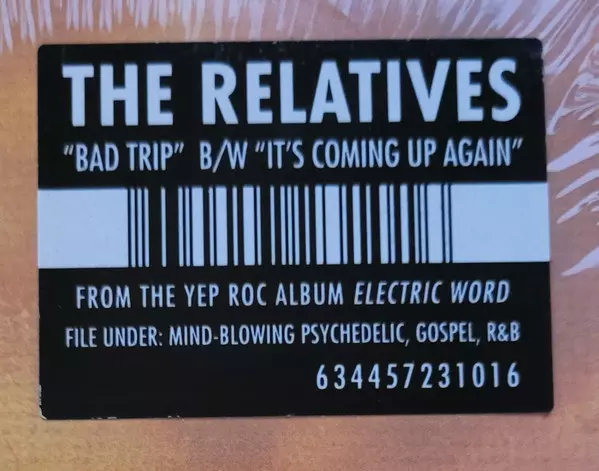 THE RELATIVES
"BAD TRIP" B/W "IT'S COMING UP AGAIN"
FROM THE YEP ROC ALBUM ELECTRIC WORD
FILE UNDER: MIND-BLOWING PSYCHEDELIC, GOSPEL, R&B
634457231016